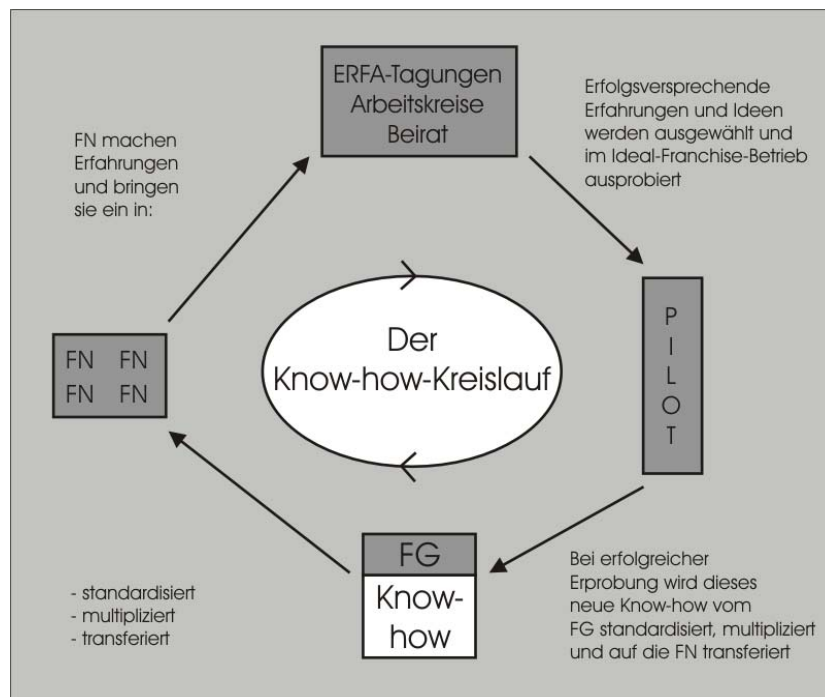 ERFA-Tagungen
Arbeitskreise
Beirat
Erfolgsversprechende
Erfahrungen und Ideen
werden ausgewählt und
im Ideal-Franchise-Betrieb
ausprobiert
FN machen
Erfahrungen
und bringen
sie ein in:
Der
Know-how-Kreislauf
P
I
L
O
T
FN FN
FN FN
FG
Know-
how
Bei erfolgreicher
Erprobung wird dieses
neue Know-how vom
FG standardisiert, multipliziert
und auf die FN transferiert
- standardisiert
- multipliziert
- transferiert